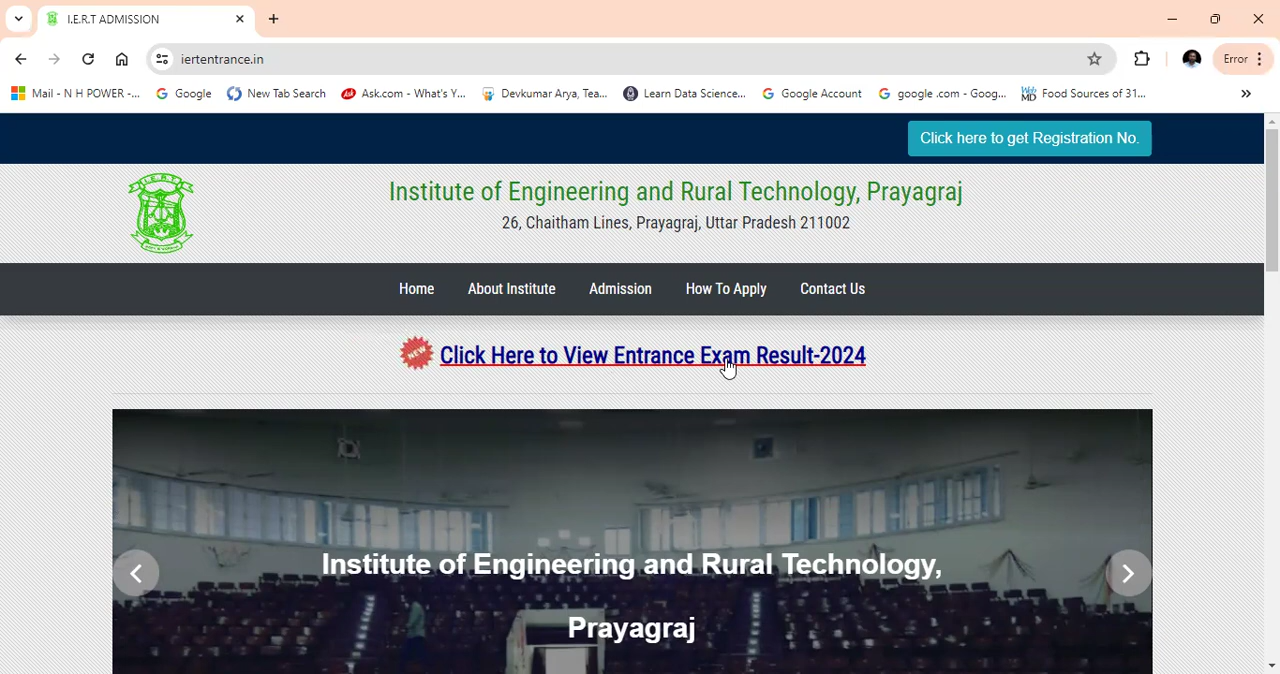 I.E.R.T ADMISSION
iertentrance.in
Error
Mail - N H POWER -...
Google
New Tab Search
Ask.com - What's Y...
Devkumar Arya, Tea...
Learn Data Science...
Google Account
google .com - Goog...
Food Sources of 31...
Click here to get Registration No.
Institute of Engineering and Rural Technology, Prayagraj
26, Chaitham Lines, Prayagraj, Uttar Pradesh 211002
Home
About Institute
Admission
How To Apply
Contact Us
NEW
Click Here to View Entrance Exam Result-2024
Institute of Engineering and Rural Technology,
Prayagraj